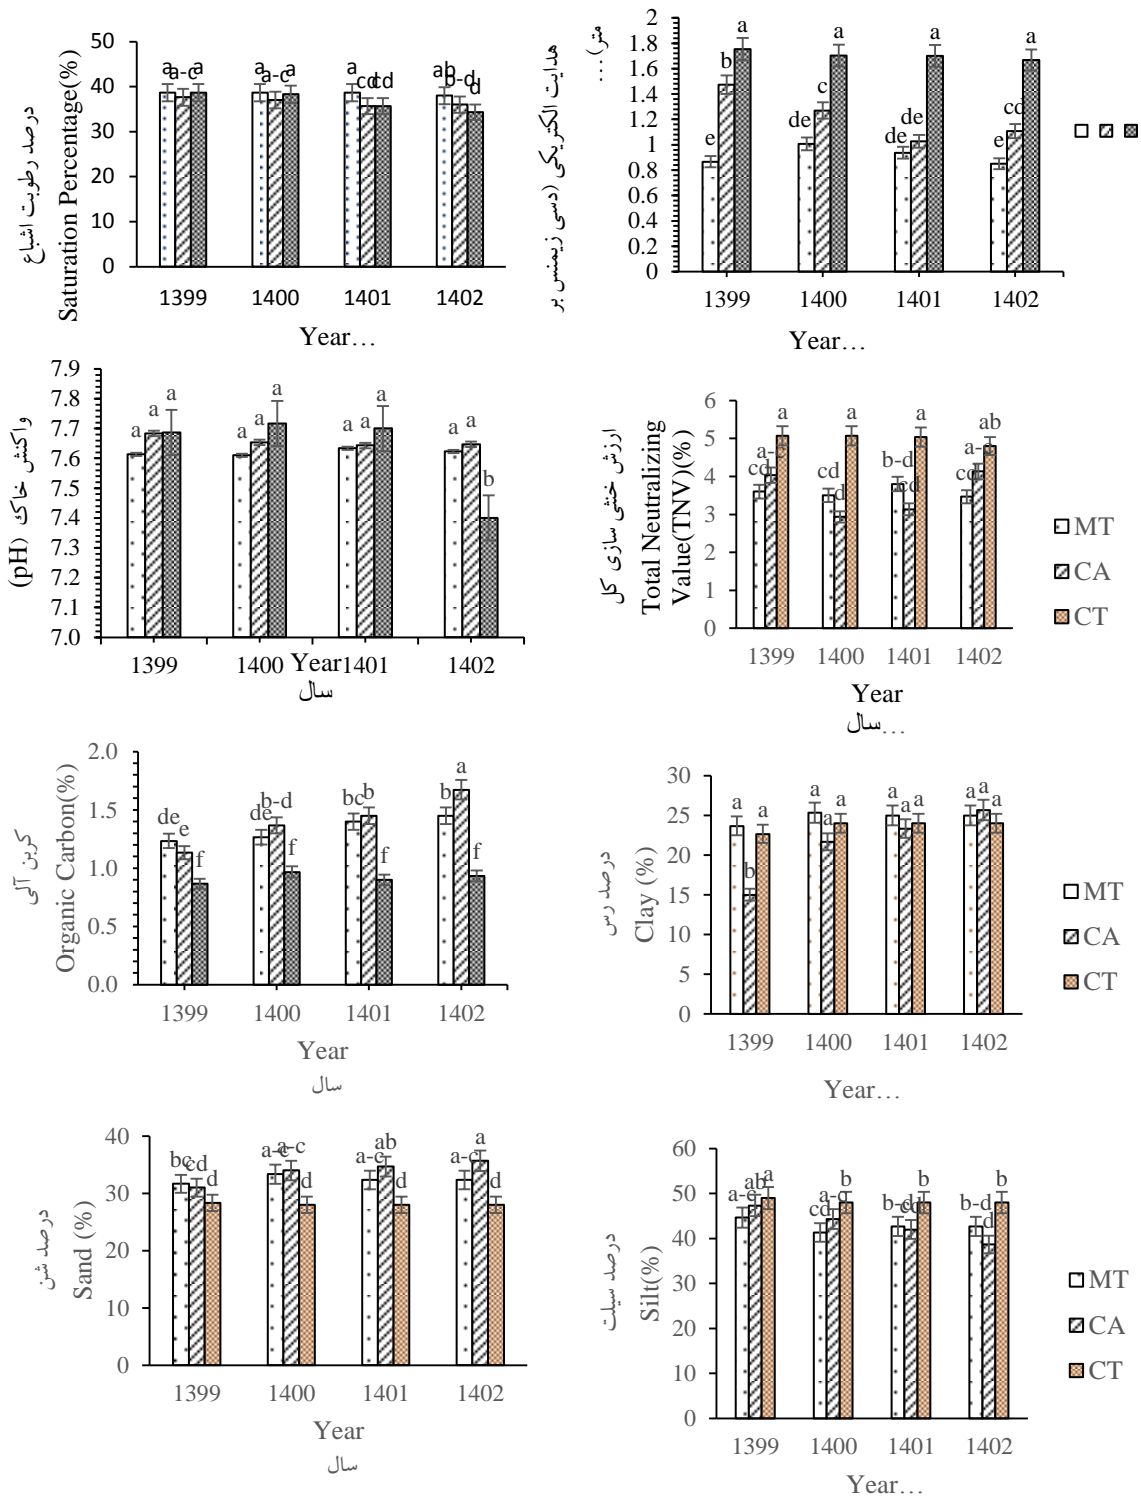 درصد رطوبت اشباع
Saturation Percentage(%)
50
40
30
20
10
0
a a-c a
a a-c a
a cd cd
ab b-d d
1399 1400 1401 1402
Year…
هدایت الکتریکی (دسی زیمنس بر
متر)…
2
1.8
1.6
1.4
1.2
1
0.8
0.6
0.4
0.2
0
e b a
de c a
de de a
e cd a
1399 1400 1401 1402
Year…
واکنش خاک (pH)
7.9
7.8
7.7
7.6
7.5
7.4
7.3
7.2
7.1
7.0
a a a
a a a
a a a
a a b
1399 1400 1401 1402
Year
سال
ارزش خنثی سازی کل
Total Neutralizing
Value(TNV)(%)
6
5
4
3
2
1
0
cd a-c a
cd d a
b-d cd a
cd a-c ab
1399 1400 1401 1402
Year
سال…
MT
CA
CT
کربن آلی
Organic Carbon(%)
2.0
1.5
1.0
0.5
0.0
de e f
de b-d f
bc b f
b a f
1399 1400 1401 1402
Year
سال
درصد رس
Clay (%)
30
25
20
15
10
5
0
a b a
a a a
a a a
a a a
1399 1400 1401 1402
Year…
MT
CA
CT
درصد شن
Sand (%)
40
30
20
10
0
bc cd d
a-c a-c d
a-c ab d
a-c a d
1399 1400 1401 1402
Year
سال
درصد سیلت
Silt(%)
60
50
40
30
20
10
0
a-c ab a
cd a-c b
b-d cd b
b-d d b
1399 1400 1401 1402
Year…
MT
CA
CT